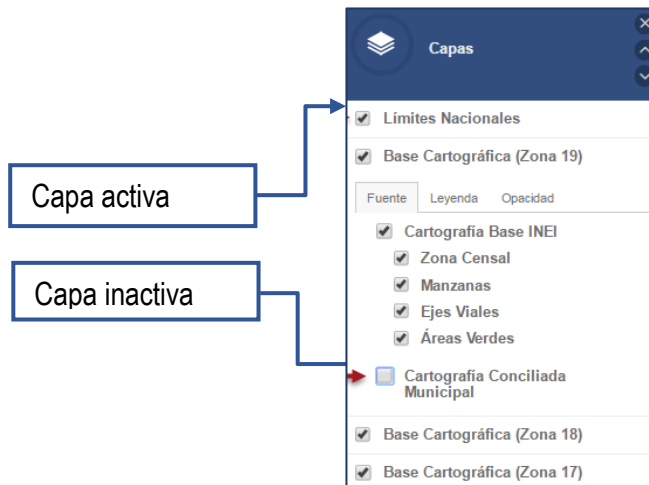 Capas
Límites Nacionales
Base Cartográfica (Zona 19)
Capa activa
Fuente Leyenda Opacidad
Cartografía Base INEI
Zona Censal
Capa inactiva
Manzanas
Ejes Viales
Áreas Verdes
Cartografía Conciliada
Municipal
Base Cartográfica (Zona 18)
Base Cartográfica (Zona 17)